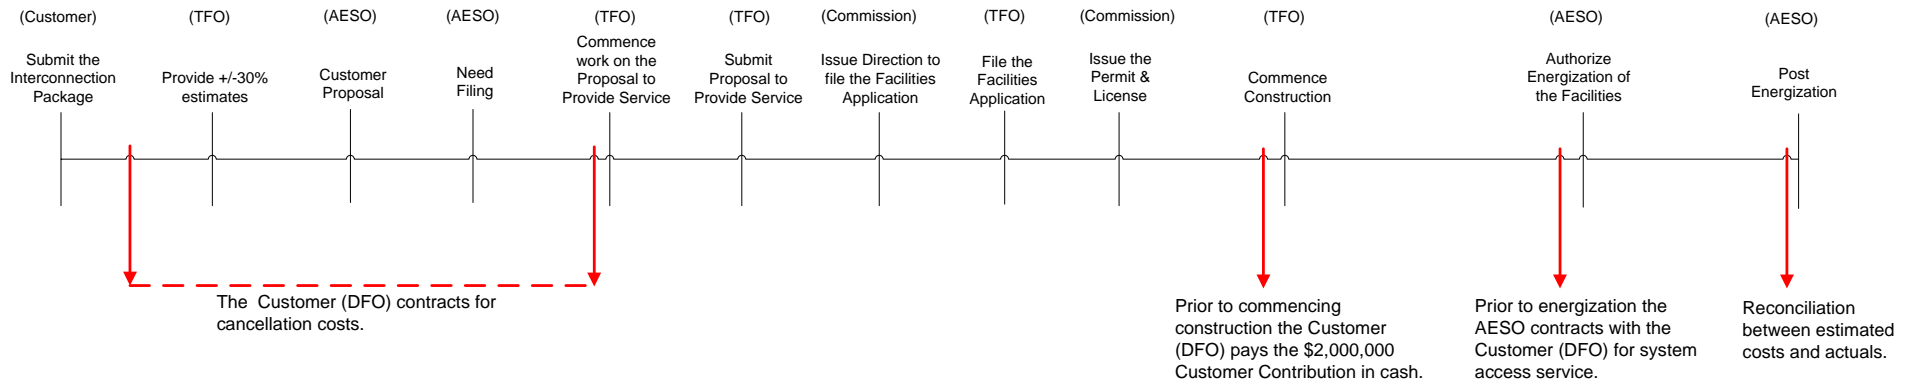 (Customer)
Submit the
Interconnection
Package
(TFO)
Provide +/-30%
estimates
(AESO)
Customer
Proposal
(AESO)
Need
Filing
(TFO)
Commence
work on the
Proposal to
Provide Service
(TFO)
Submit
Proposal to
Provide Service
(Commission)
Issue Direction to
file the Facilities
Application
(TFO)
File the
Facilities
Application
(Commission)
Issue the
Permit &
License
(TFO)
Commence
Construction
(AESO)
Authorize
Energization of
the Facilities
(AESO)
Post
Energization
The Customer (DFO) contracts for
cancellation costs.
Prior to commencing
construction the Customer
(DFO) pays the $2,000,000
Customer Contribution in cash.
Prior to energization the
AESO contracts with the
Customer (DFO) for system
access service.
Reconciliation
between estimated
costs and actuals.